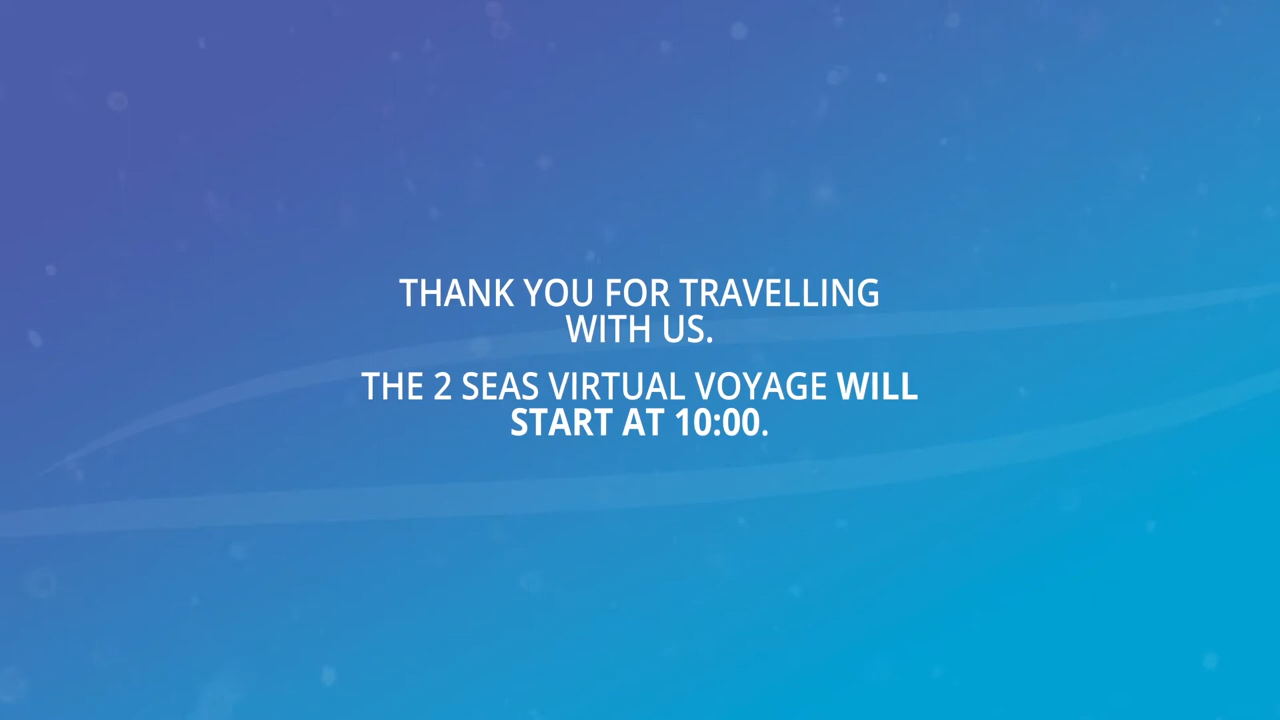 THANK YOU FOR TRAVELLING
WITH US.
THE 2 SEAS VIRTUAL VOYAGE WILL
START AT 10:00.